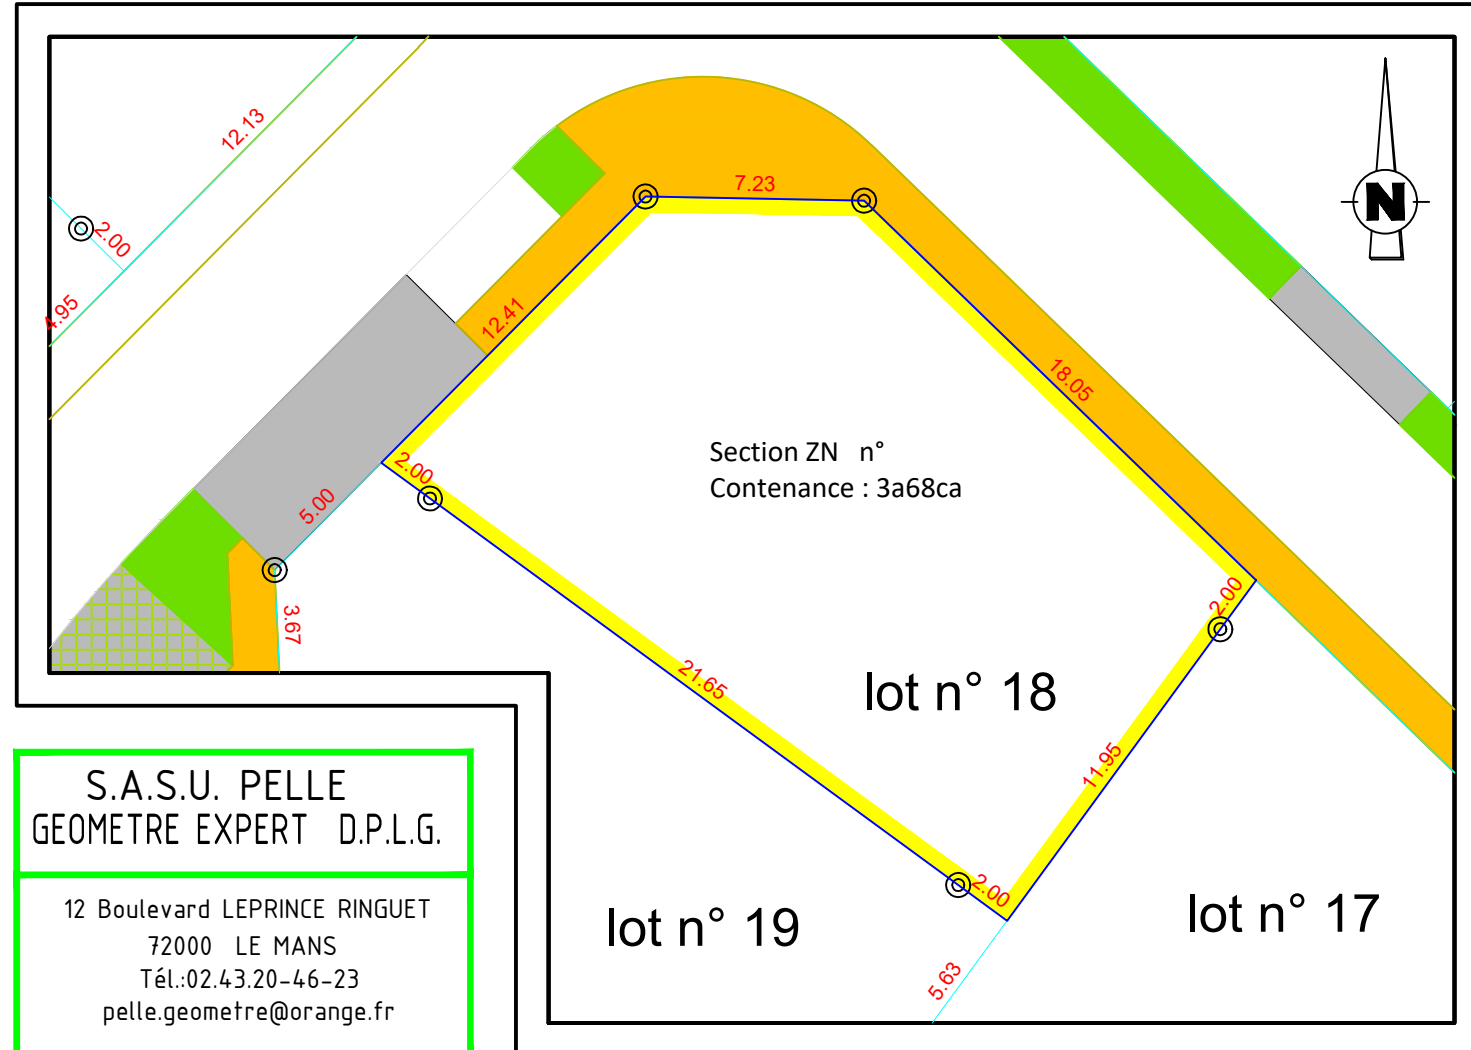 12.13
7.23
N
2.00
4.95
12.41
18.05
Section ZN n°
Contenance : 3a68ca
2.00
5.00
2.00
3.67
21.65
lot n° 18
11.95
2.00
lot n° 19
lot n° 17
5.63
S.A.S.U. PELLE
GEOMETRE EXPERT D.P.L.G.
12 Boulevard LEPRINCE RINGUET
72000 LE MANS
Tél.:02.43.20-46-23
pelle.geometre@orange.fr